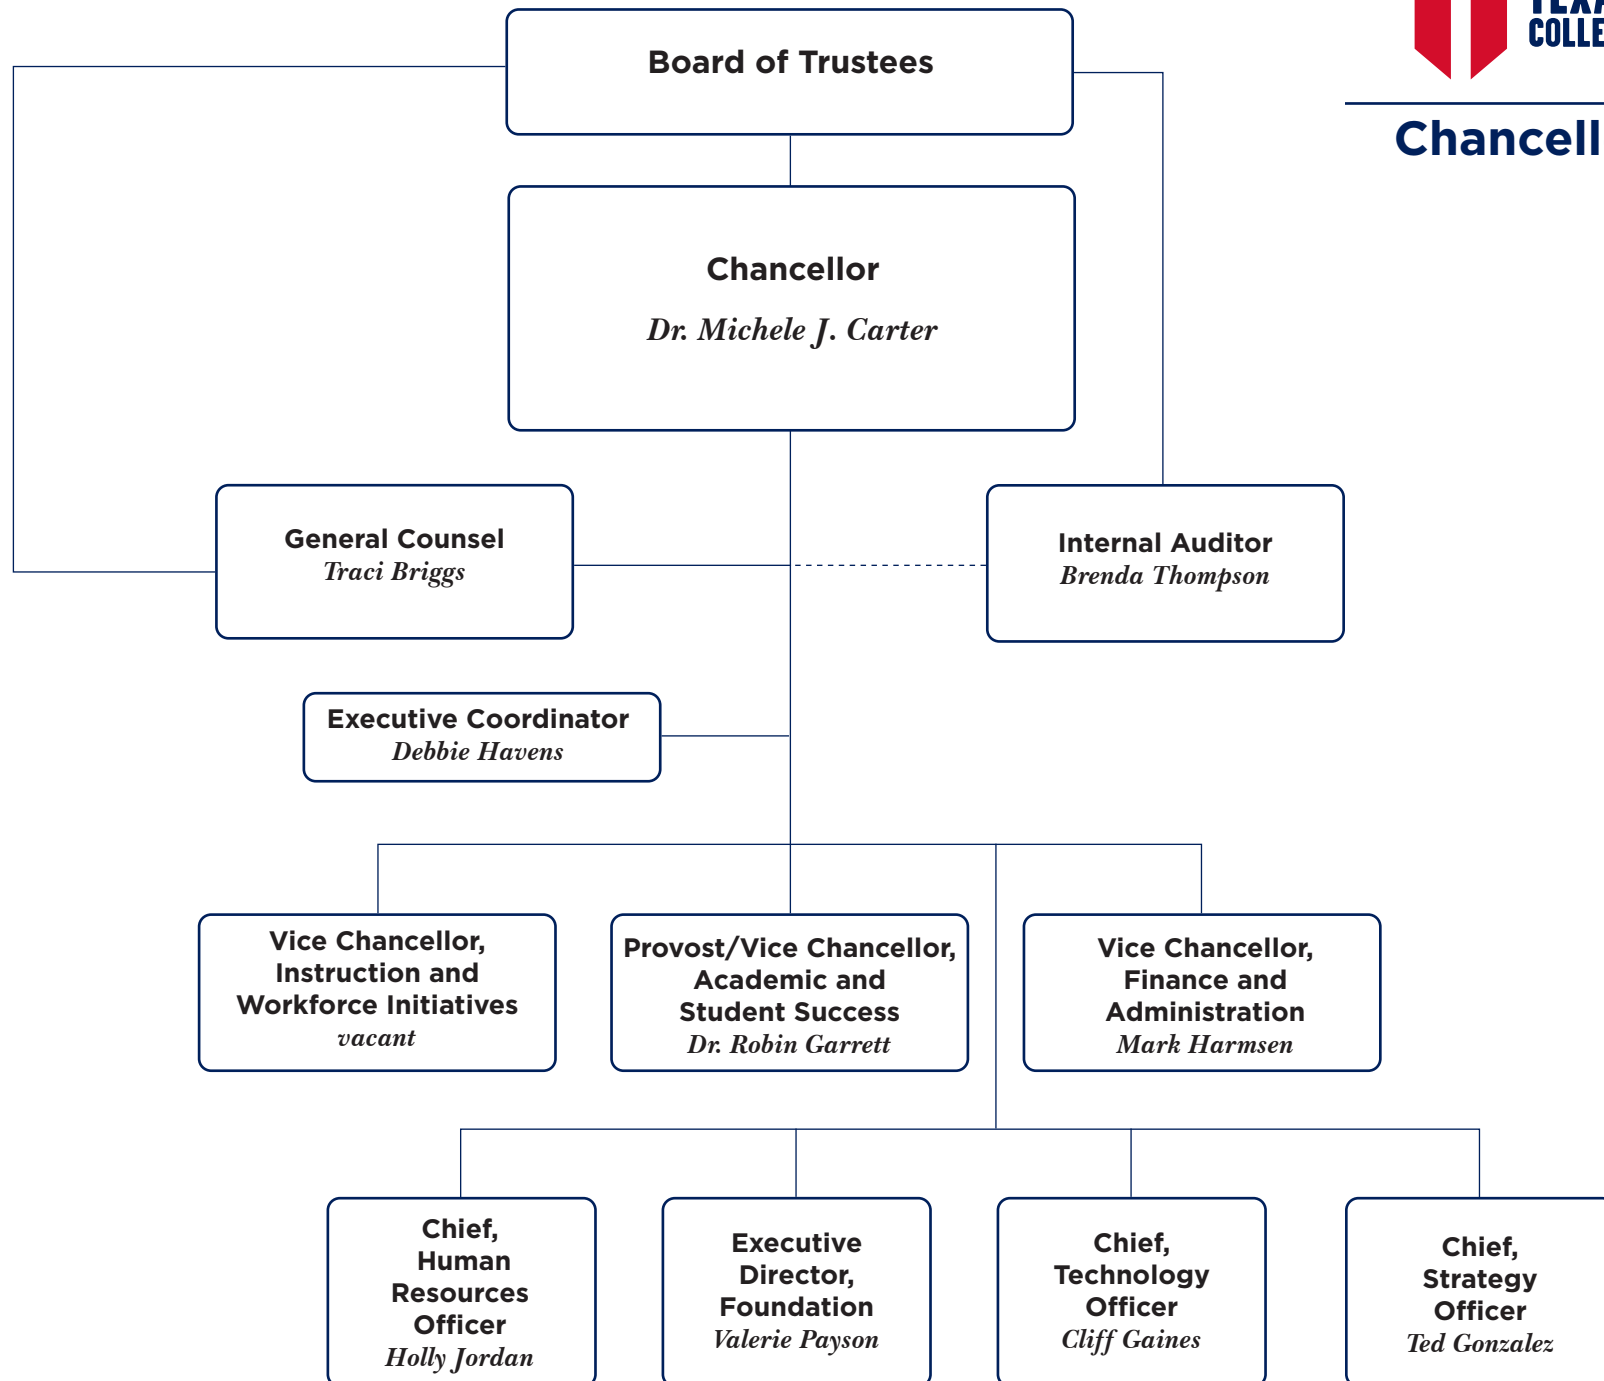 Board of Trustees
COLLE
Chancell
Chancellor
Dr. Michele J. Carter
General Counsel
Traci Briggs
Internal Auditor
Brenda Thompson
Executive Coordinator
Debbie Havens
Vice Chancellor,
Instruction and
Workforce Initiatives
vacant
Provost/Vice Chancellor,
Academic and
Student Success
Dr. Robin Garrett
Vice Chancellor,
Finance and
Administration
Mark Harmsen
Chief,
Human
Resources
Officer
Holly Jordan
Executive
Director,
Foundation
Valerie Payson
Chief,
Technology
Officer
Cliff Gaines
Chief,
Strategy
Officer
Ted Gonzalez